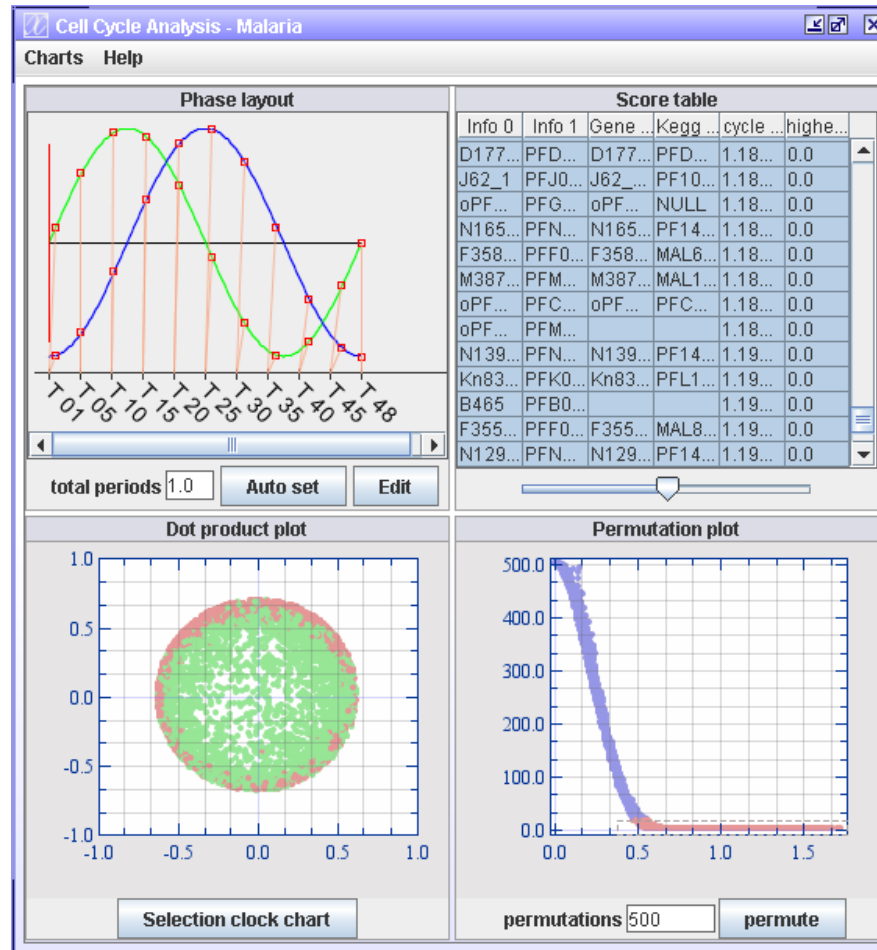 Cell Cycle Analysis - Malaria
Charts Help
Phase layout
T 01 T 05 T 10 T 15 T 20 T 25 T 30 T 35 T 40 T 45 T 48
total periods 1.0 Auto set Edit
Score table
Info 0 Info 1 Gene ... Kegg ... cycle ... highe...
D177... PFD... D177... PFD... 1.18... 0.0
J62_1 PFJ0... J62_... PF10... 1.18... 0.0
oPF... PFG... oPF... NULL 1.18... 0.0
N165... PFN... N165... PF14... 1.18... 0.0
F358... PFF0... F358... MAL6... 1.18... 0.0
M387... PFM... M387... MAL1... 1.18... 0.0
oPF... PFC... oPF... PFC... 1.18... 0.0
oPF... PFM... 1.18... 0.0
N139... PFN... N139... PF14... 1.19... 0.0
Kn83... PFK0... Kn83... PFL1... 1.19... 0.0
B465 PFB0... 1.19... 0.0
F355... PFF0... F355... MAL8... 1.19... 0.0
N129... PFN... N129... PF14... 1.19... 0.0
Dot product plot
1.0
0.5
0.0
-0.5
-1.0
-1.0 -0.5 0.0 0.5 1.0
Selection clock chart
Permutation plot
500.0
400.0
300.0
200.0
100.0
0.0
0.0 0.5 1.0 1.5
permutations 500 permute